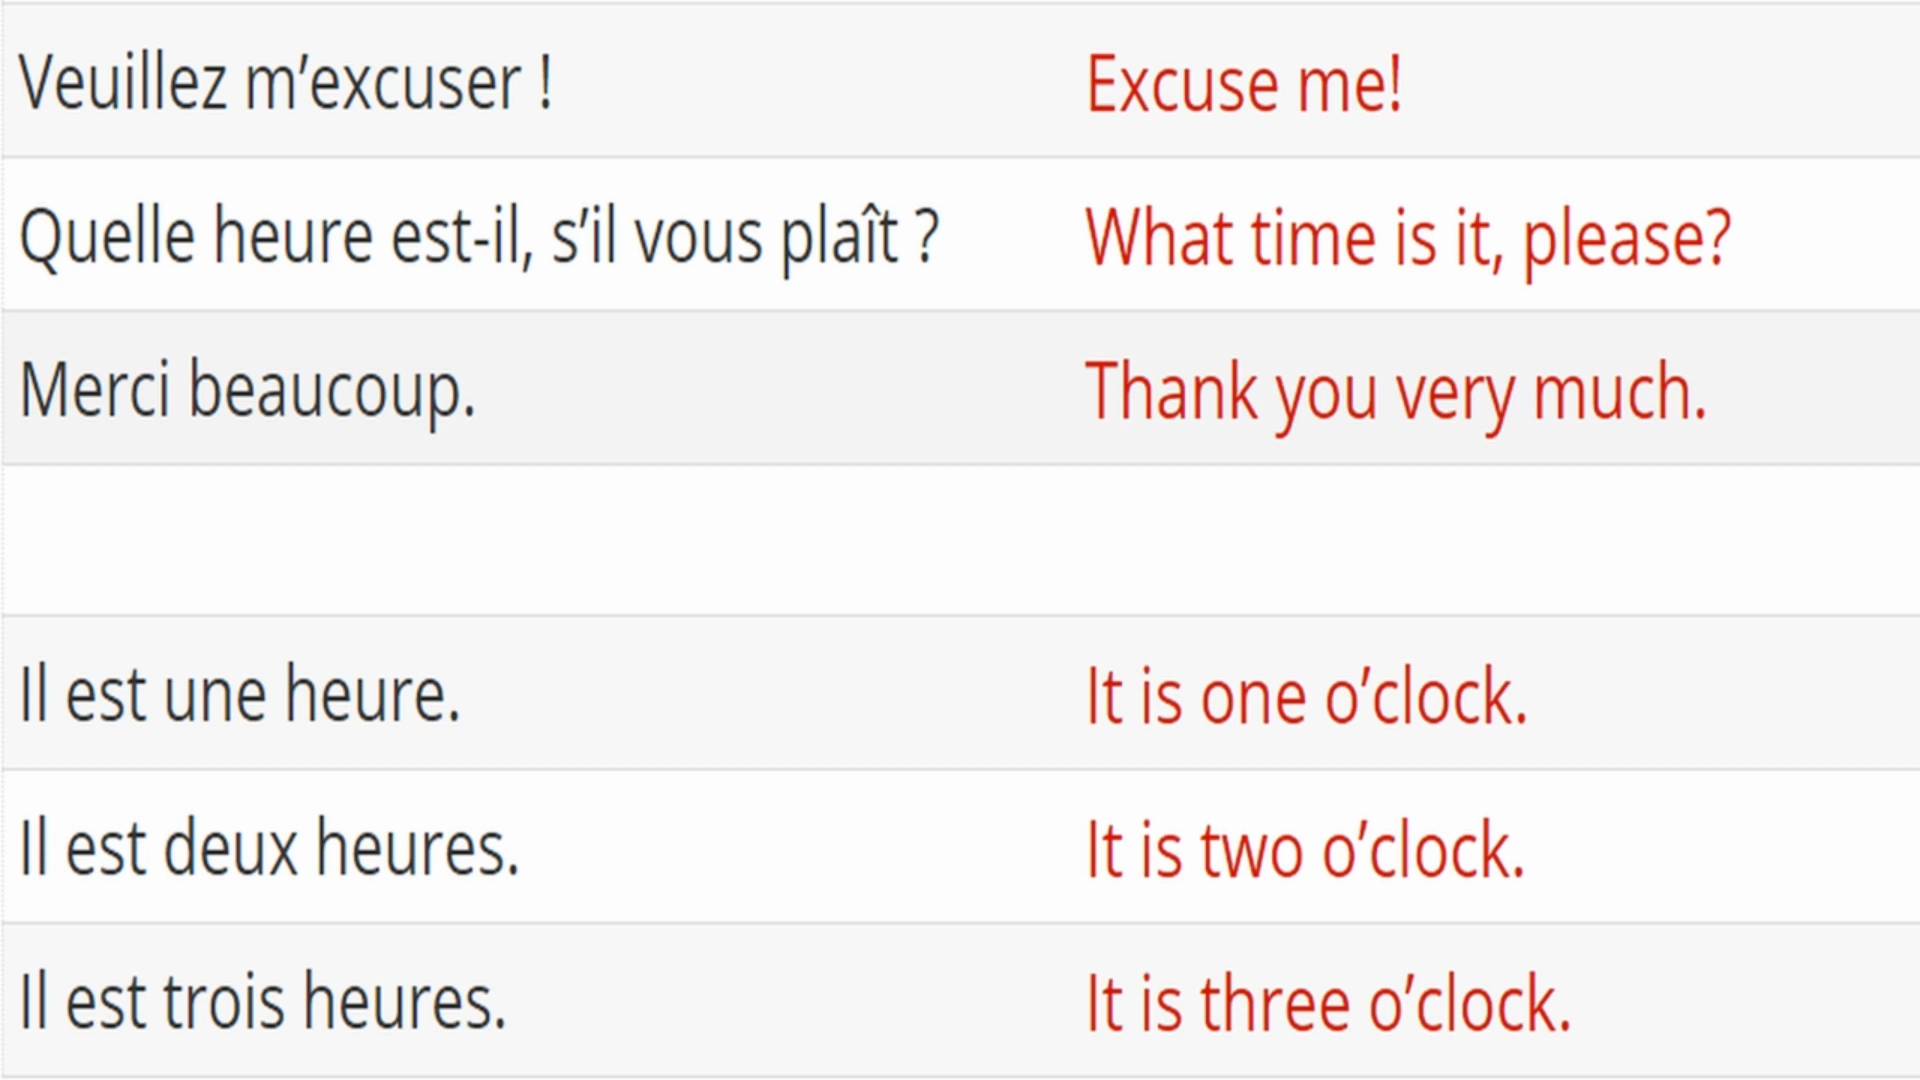 Veuillez m’excuser ! Excuse me!
Quelle heure est-il, s’il vous plaît ? What time is it, please?
Merci beaucoup. Thank you very much.
Il est une heure. It is one o’clock.
Il est deux heures. It is two o’clock.
Il est trois heures. It is three o’clock.